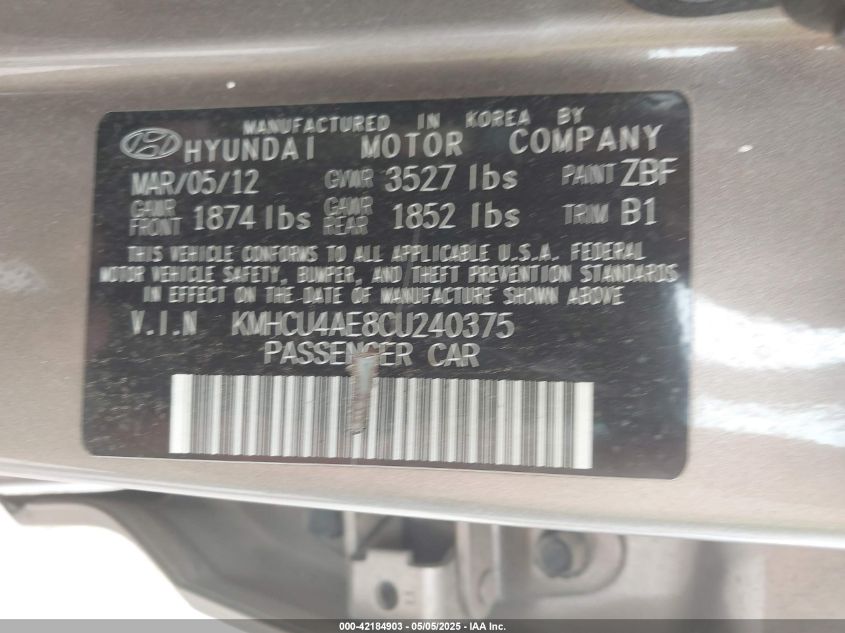 MANUFACTURED IN KOREA BY
HYUNDAI MOTOR COMPANY
MAR/05/12 GVWR 3527 lbs PAINT ZBF
GAWR FRONT 1874 lbs GAWR REAR 1852 lbs TRIM B1
THIS VEHICLE CONFORMS TO ALL APPLICABLE U.S.A. FEDERAL
MOTOR VEHICLE SAFETY, BUMPER, AND THEFT PREVENTION STANDARDS
IN EFFECT ON THE DATE OF MANUFACTURE SHOWN ABOVE
V.I.N KMHCU4AE8CU240375
PASSENGER CAR
000-42184903 - 05/05/2025 - IAA Inc.